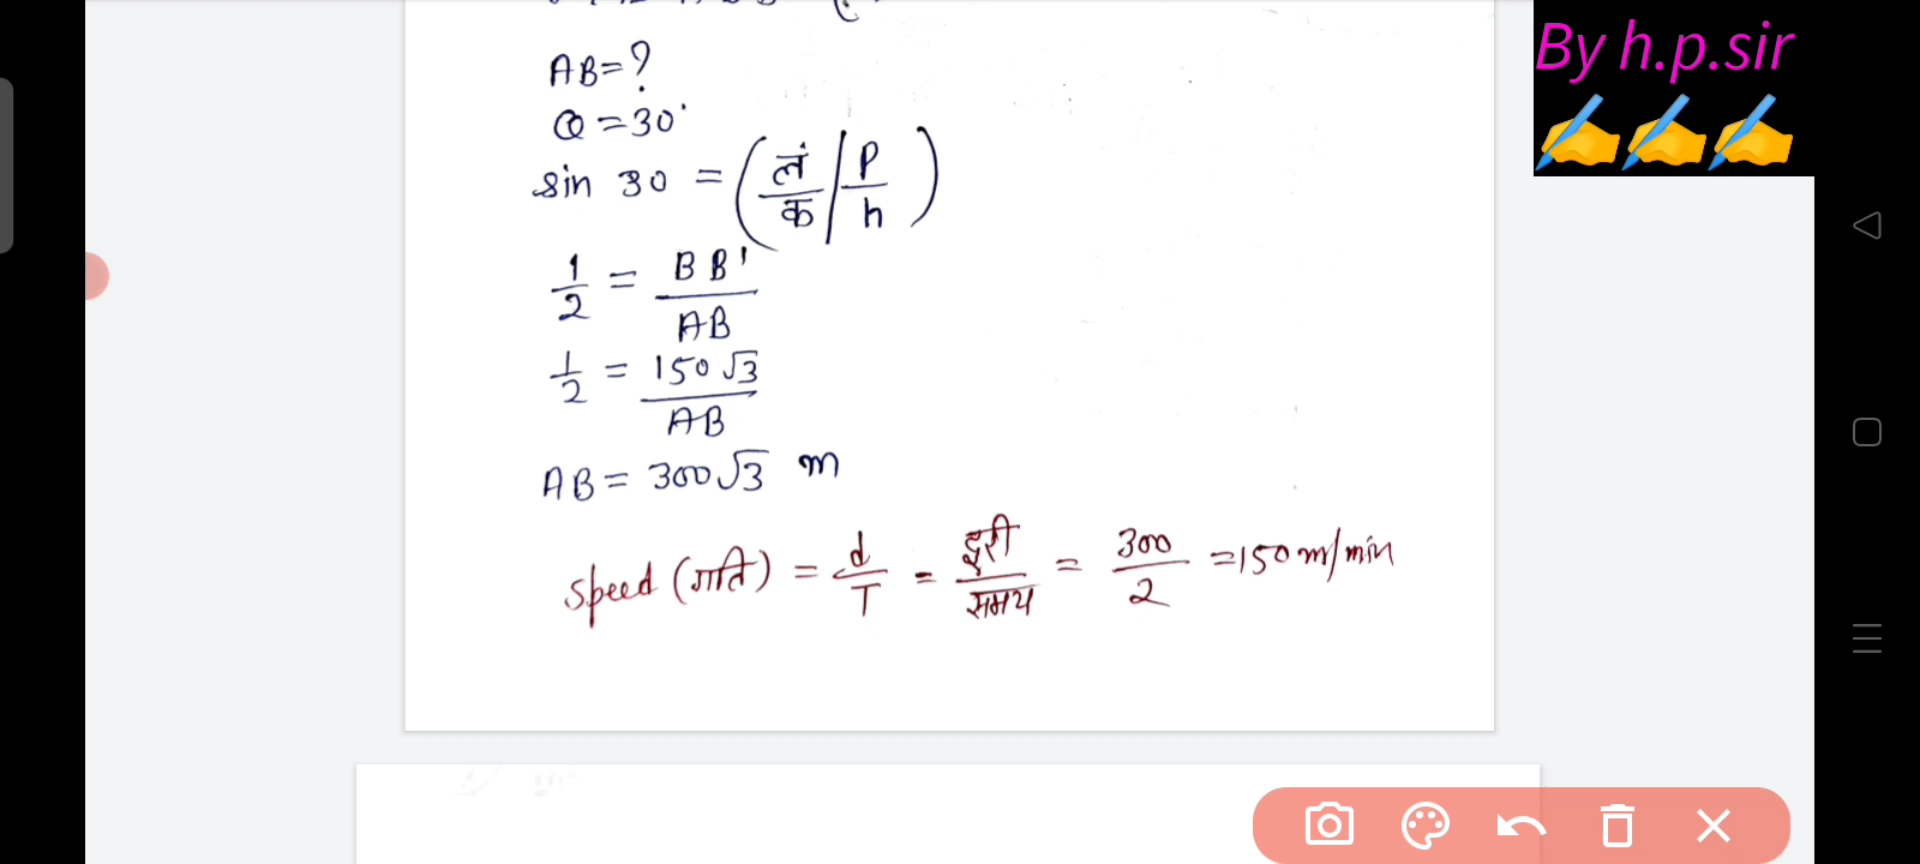 By h.p.sir
AB=?
θ=30°
sin 30 = (लं/क | P/h)
1/2 = BB'/AB
1/2 = 150√3/AB
AB= 300√3 m
speed (गति) = d/T = दूरी/समय = 300/2 =150 m/min